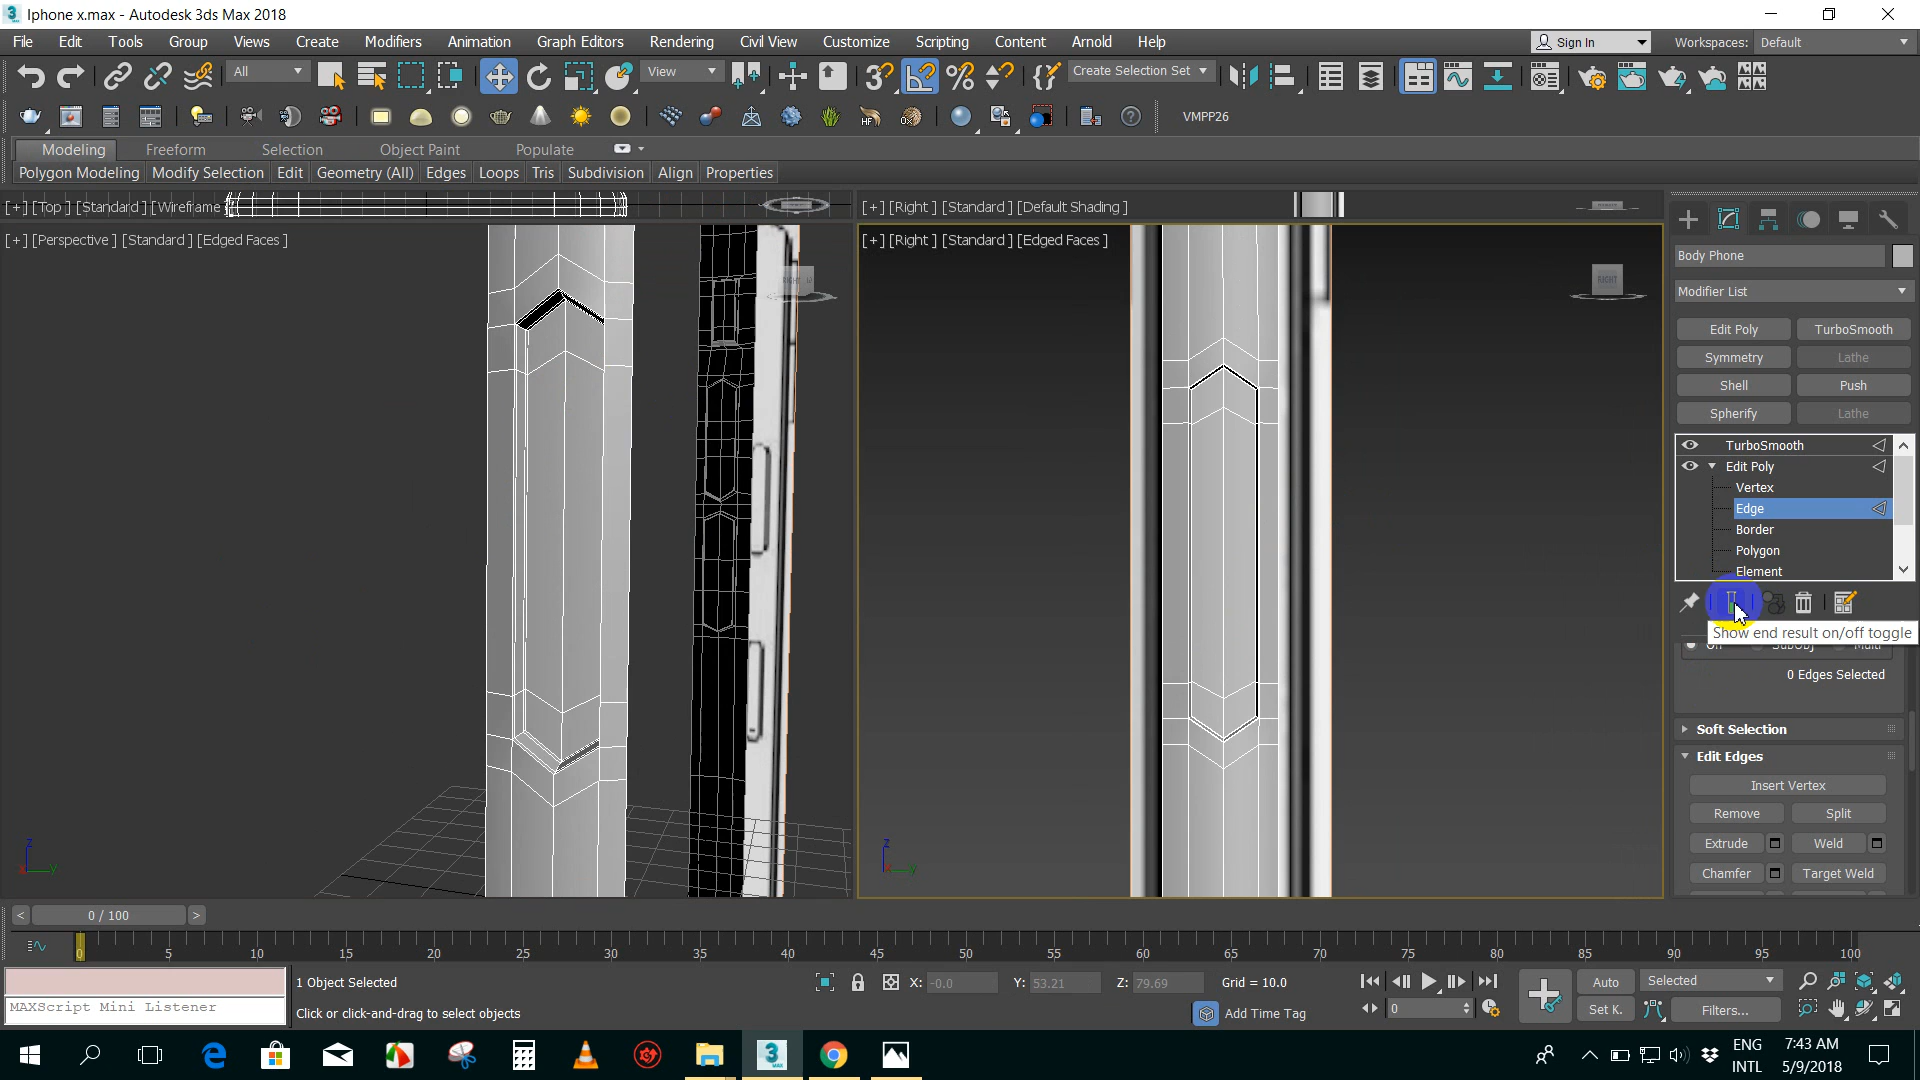 Iphone x.max - Autodesk 3ds Max 2018
File Edit Tools Group Views Create Modifiers Animation Graph Editors Rendering Civil View Customize Scripting Content Arnold Help
Sign In
Workspaces: Default
All
View
Create Selection Set
VMPP26
Modeling Freeform Selection Object Paint Populate
Polygon Modeling Modify Selection Edit Geometry (All) Edges Loops Tris Subdivision Align Properties
[+] [Top ] [Standard ] [Wireframe
[+] [Right ] [Standard ] [Default Shading ]
[+] [Perspective ] [Standard ] [Edged Faces ]
[+] [Right ] [Standard ] [Edged Faces ]
RIGHT
Body Phone
Modifier List
Edit Poly TurboSmooth
Symmetry Lathe
Shell Push
Spherify Lathe
TurboSmooth
Edit Poly
Vertex
Edge
Border
Polygon
Element
Show end result on/off toggle
0 Edges Selected
Soft Selection
Edit Edges
Insert Vertex
Remove Split
Extrude Weld
Chamfer Target Weld
z
y
x
z
y
x
< 0 / 100 >
0 5 10 15 20 25 30 35 40 45 50 55 60 65 70 75 80 85 90 95 100
1 Object Selected
X: -0.0 Y: 53.21 Z: 79.69 Grid = 10.0
Auto Selected
MAXScript Mini Listener
Click or click-and-drag to select objects
Add Time Tag
0
Set K. Filters...
3 MAX
ENG
INTL
7:43 AM
5/9/2018